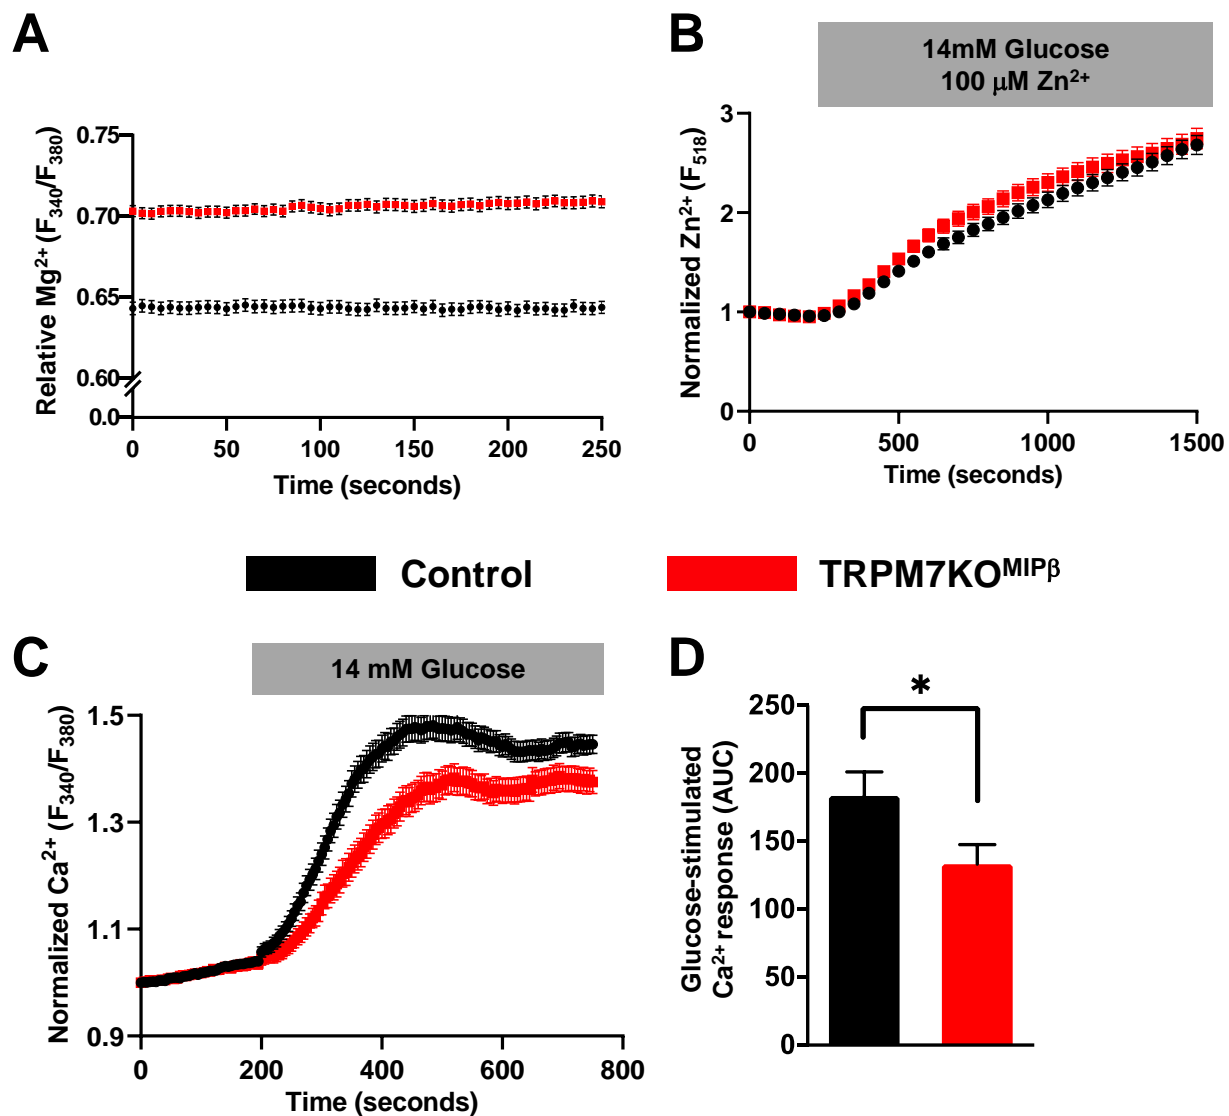 A
Relative Mg²⁺ (F₃₄₀/F₃₈₀)
0.75
0.70
0.65
0.60
0.0
0 50 100 150 200 250
Time (seconds)
B
14mM Glucose
100 μM Zn²⁺
Normalized Zn²⁺ (F₅₁₈)
3
2
1
0
0 500 1000 1500
Time (seconds)
Control
TRPM7KOᴹᴵᴾᵝ
C
14 mM Glucose
Normalized Ca²⁺ (F₃₄₀/F₃₈₀)
1.5
1.3
1.1
0.9
0 200 400 600 800
Time (seconds)
D
Glucose-stimulated
Ca²⁺ response (AUC)
250
200
150
100
50
0
*